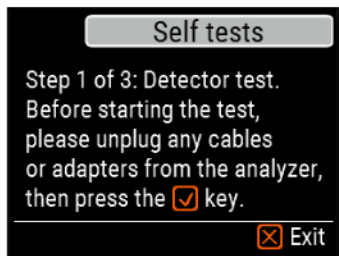 Self tests
Step 1 of 3: Detector test.
Before starting the test,
please unplug any cables
or adapters from the analyzer,
then press the ☑ key.
☒ Exit